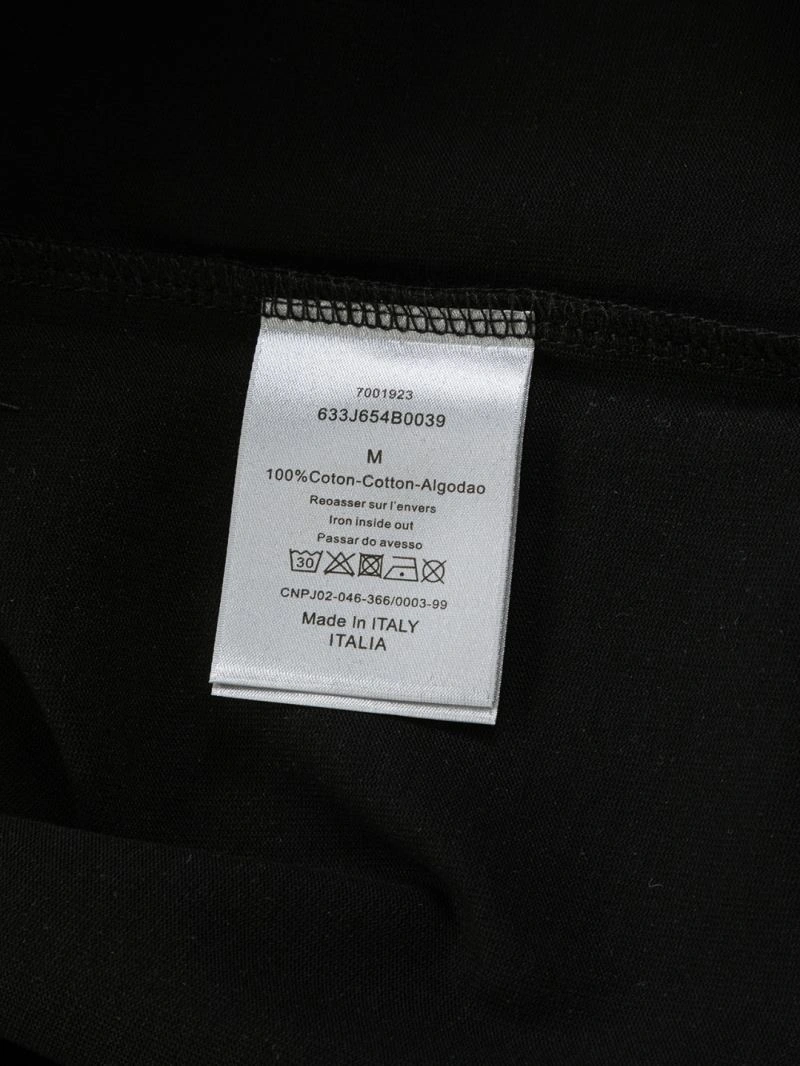 7001923
633J654B0039
M
100%Coton-Cotton-Algodao
Reoasser sur l'envers
Iron inside out
Passar do avesso
30
CNPJ02-046-366/0003-99
Made In ITALY
ITALIA